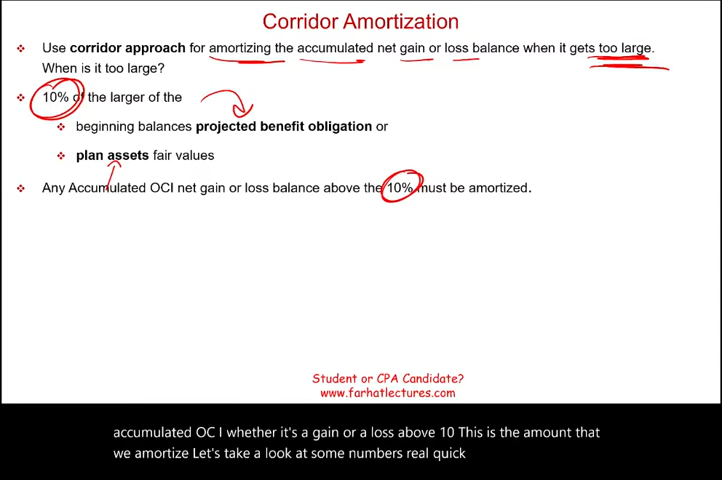 Corridor Amortization
Use corridor approach for amortizing the accumulated net gain or loss balance when it gets too large.
When is it too large?
10% of the larger of the
beginning balances projected benefit obligation or
plan assets fair values
Any Accumulated OCI net gain or loss balance above the 10% must be amortized.
Student or CPA Candidate?
www.farhatlectures.com
accumulated OC I whether it's a gain or a loss above 10 This is the amount that
we amortize Let's take a look at some numbers real quick